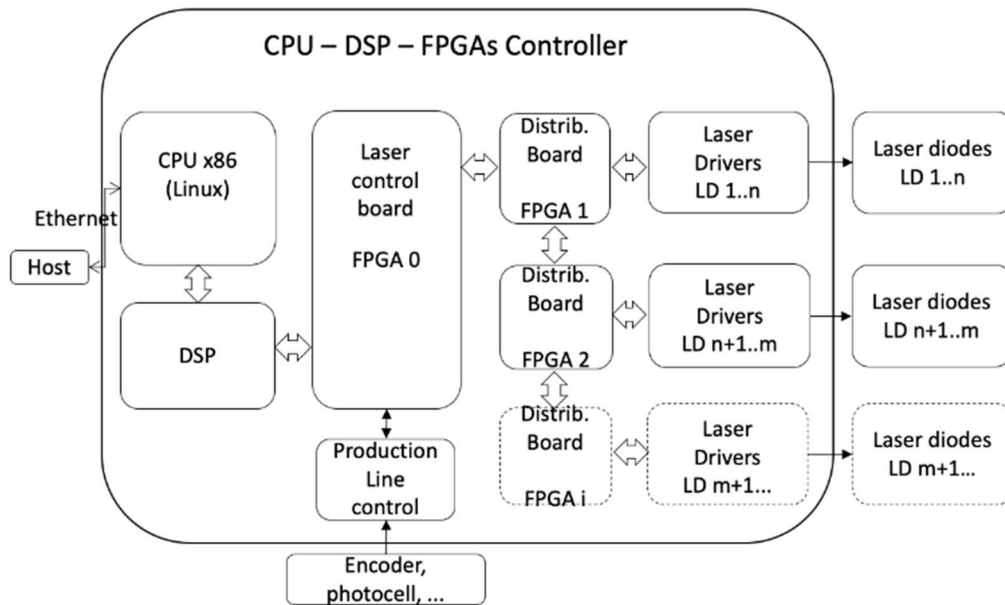 CPU – DSP – FPGAs Controller
CPU x86
(Linux)
Ethernet
Host
DSP
Laser
control
board
FPGA 0
Production
Line
control
Encoder,
photocell, ...
Distrib.
Board
FPGA 1
Laser
Drivers
LD 1..n
Laser diodes
LD 1..n
Distrib.
Board
FPGA 2
Laser
Drivers
LD n+1..m
Laser diodes
LD n+1..m
Distrib.
Board
FPGA i
Laser
Drivers
LD m+1...
Laser diodes
LD m+1...